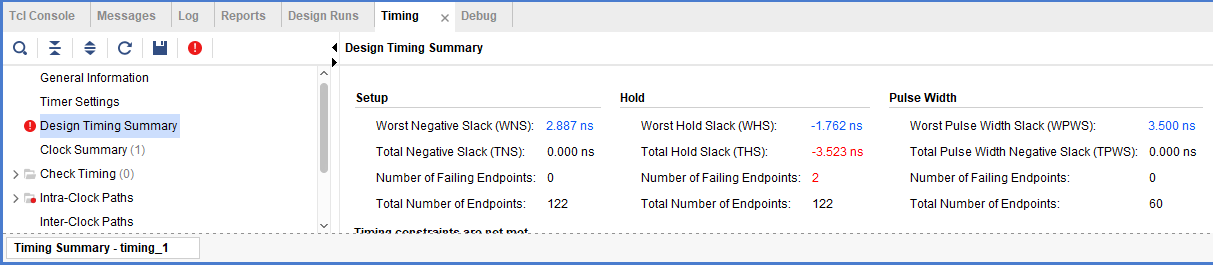 Tcl Console Messages Log Reports Design Runs Timing Debug
Design Timing Summary
General Information
Timer Settings
Design Timing Summary
Clock Summary (1)
Check Timing (0)
Intra-Clock Paths
Inter-Clock Paths
Setup Hold Pulse Width
Worst Negative Slack (WNS): 2.887 ns Worst Hold Slack (WHS): -1.762 ns Worst Pulse Width Slack (WPWS): 3.500 ns
Total Negative Slack (TNS): 0.000 ns Total Hold Slack (THS): -3.523 ns Total Pulse Width Negative Slack (TPWS): 0.000 ns
Number of Failing Endpoints: 0 Number of Failing Endpoints: 2 Number of Failing Endpoints: 0
Total Number of Endpoints: 122 Total Number of Endpoints: 122 Total Number of Endpoints: 60
Timing constraints are not met.
Timing Summary - timing_1